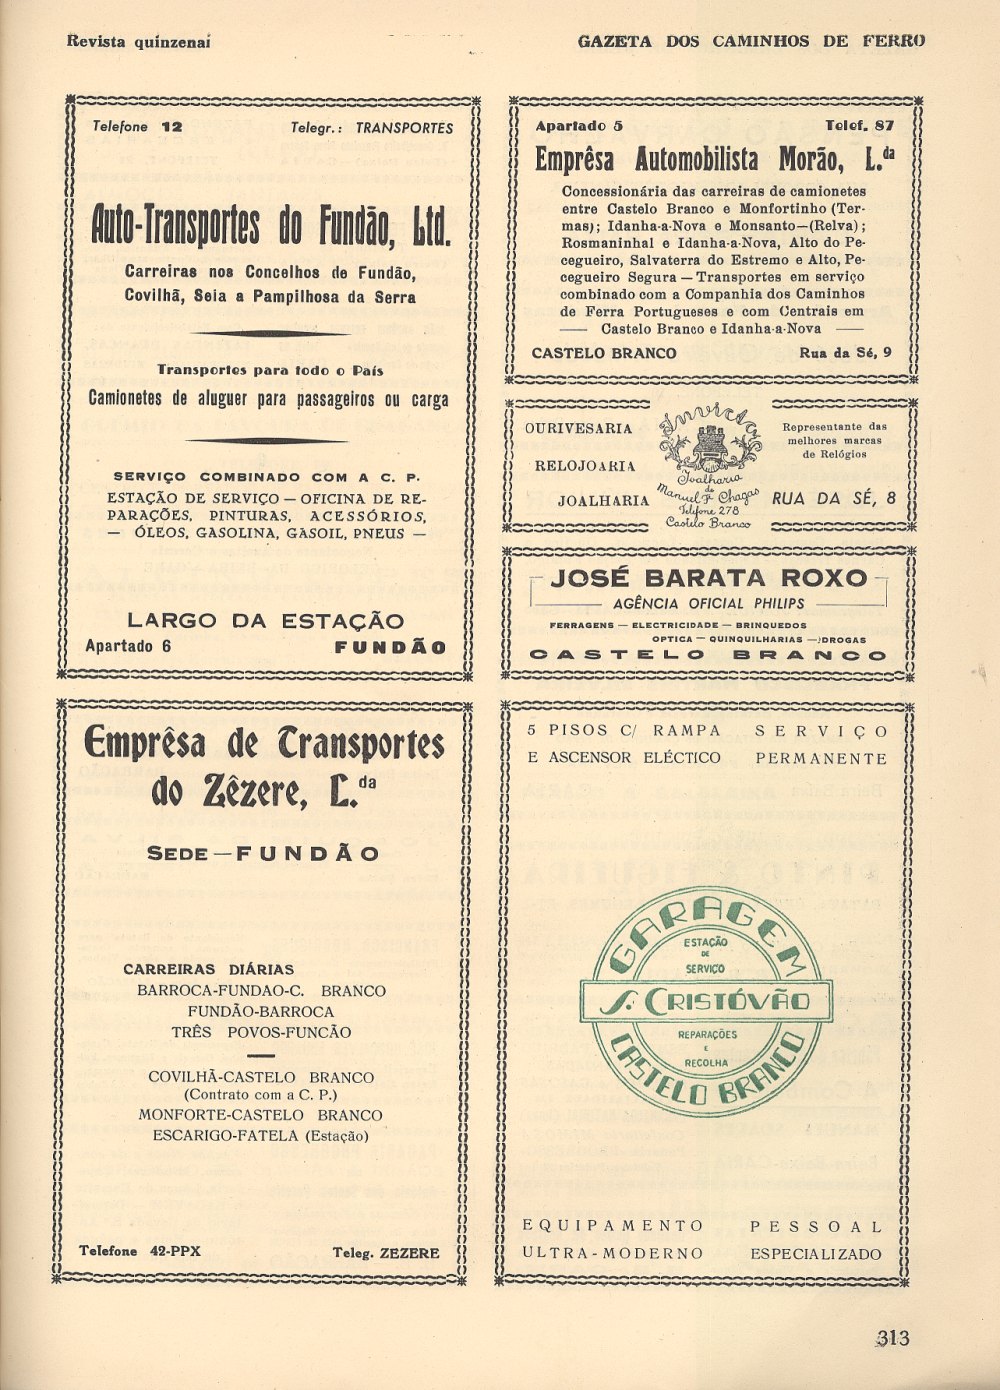 Revista quinzenal
GAZETA DOS CAMINHOS DE FERRO
Telefone 12
Telegr.: TRANSPORTES
Auto-Transportes do Fundão, Ltd.
Carreiras nos Concelhos de Fundão,
Covilhã, Seia a Pampilhosa da Serra
Transportes para todo o País
Camionetes de aluguer para passageiros ou carga
SERVIÇO COMBINADO COM A C. P.
ESTAÇÃO DE SERVIÇO — OFICINA DE RE-
PARAÇÕES, PINTURAS, ACESSÓRIOS,
— ÓLEOS, GASOLINA, GASOIL, PNEUS —
LARGO DA ESTAÇÃO
Apartado 6
FUNDÃO
Apartado 5
Telef. 87
Emprêsa Automobilista Morão, L.da
Concessionária das carreiras de camionetes
entre Castelo Branco e Monfortinho (Ter-
mas); Idanha-a-Nova e Monsanto—(Relva);
Rosmaninhal e Idanha-a-Nova, Alto do Pe-
cegueiro, Salvaterra do Estremo e Alto, Pe-
cegueiro Segura — Transportes em serviço
combinado com a Companhia dos Caminhos
de Ferra Portugueses e com Centrais em
— Castelo Branco e Idanha-a-Nova —
CASTELO BRANCO
Rua da Sé, 9
OURIVESARIA
RELOJOARIA
JOALHARIA
Invicta
Joalharia
de
Manuel F. Chagas
Telefone 278
Castelo Branco
Representante das
melhores marcas
de Relógios
RUA DA SÉ, 8
JOSÉ BARATA ROXO
AGÊNCIA OFICIAL PHILIPS
FERRAGENS — ELECTRICIDADE — BRINQUEDOS
OPTICA — QUINQUILHARIAS — DROGAS
CASTELO BRANCO
Emprêsa de Transportes
do Zêzere, L.da
SEDE — FUNDÃO
CARREIRAS DIÁRIAS
BARROCA-FUNDAO-C. BRANCO
FUNDÃO-BARROCA
TRÊS POVOS-FUNCÃO
COVILHÃ-CASTELO BRANCO
(Contrato com a C. P.)
MONFORTE-CASTELO BRANCO
ESCARIGO-FATELA (Estação)
Telefone 42-PPX
Teleg. ZEZERE
5 PISOS C/ RAMPA
E ASCENSOR ELÉCTICO
SERVIÇO
PERMANENTE
GARAGEM
ESTAÇÃO
DE
SERVIÇO
S. CRISTÓVÃO
REPARAÇÕES
E
RECOLHA
CASTELO BRANCO
EQUIPAMENTO
ULTRA-MODERNO
PESSOAL
ESPECIALIZADO
313